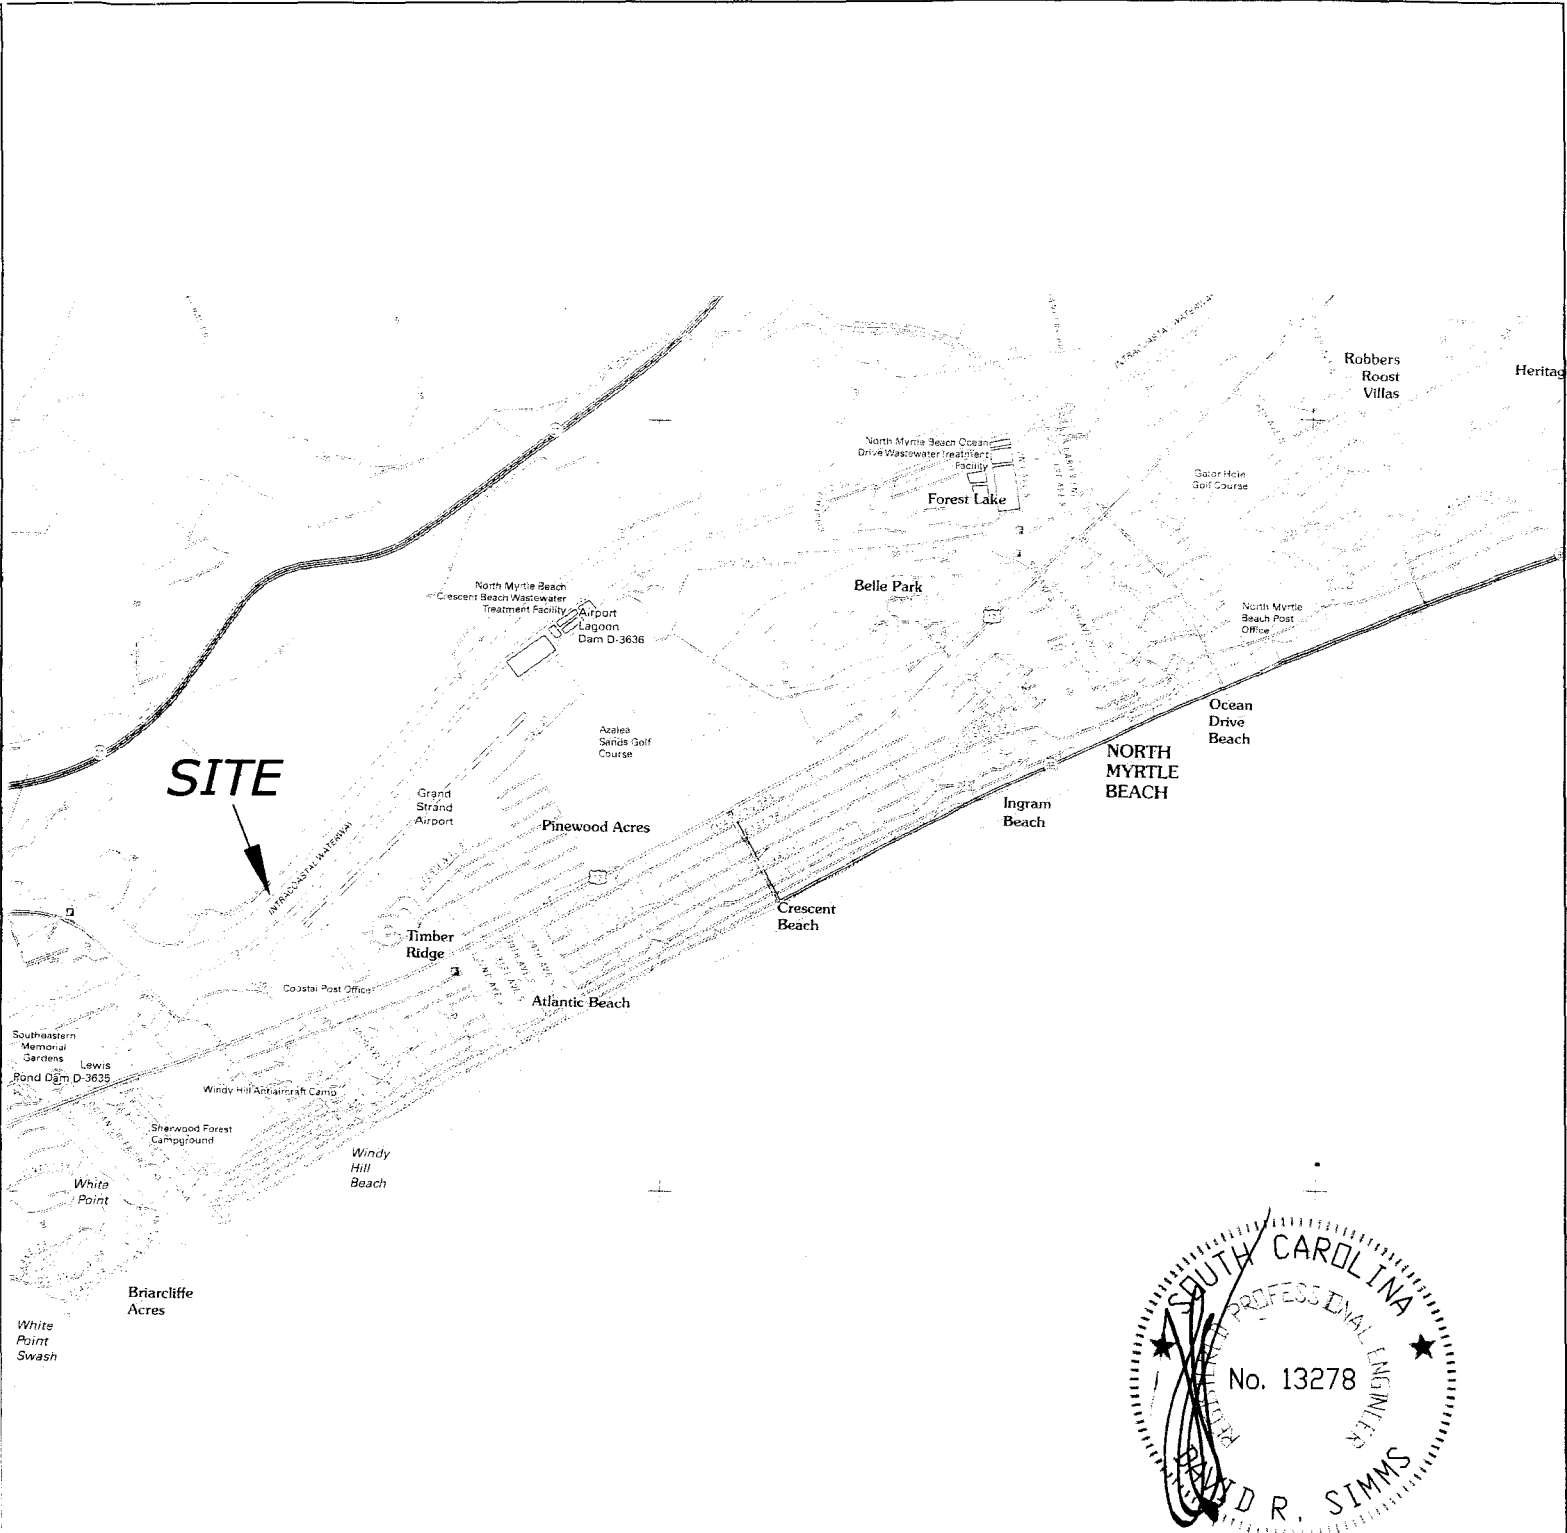 INTRACOASTAL WATERWAY
Robbers
Roost
Villas
Heritag
North Myrtle Beach Ocean
Drive Wastewater Treatment
Facility
Forest Lake
Gator Hole
Golf Course
North Myrtle Beach
Crescent Beach Wastewater
Treatment Facility
Airport
Lagoon
Dam D-3636
Belle Park
North Myrtle
Beach Post
Office
Azalea
Sands Golf
Course
Ocean
Drive
Beach
NORTH
MYRTLE
BEACH
SITE
Grand
Strand
Airport
Pinewood Acres
Ingram
Beach
INTRACOASTAL WATERWAY
Crescent
Beach
Timber
Ridge
Coastal Post Office
Atlantic Beach
Southeastern
Memorial
Gardens
Lewis
Pond Dam D-3635
Windy Hill Antiaircraft Camp
Sherwood Forest
Campground
Windy
Hill
Beach
White
Point
Briarcliffe
Acres
White
Point
Swash
SOUTH CAROLINA
REGISTERED PROFESSIONAL ENGINEER
No. 13278
DAVID R. SIMMS